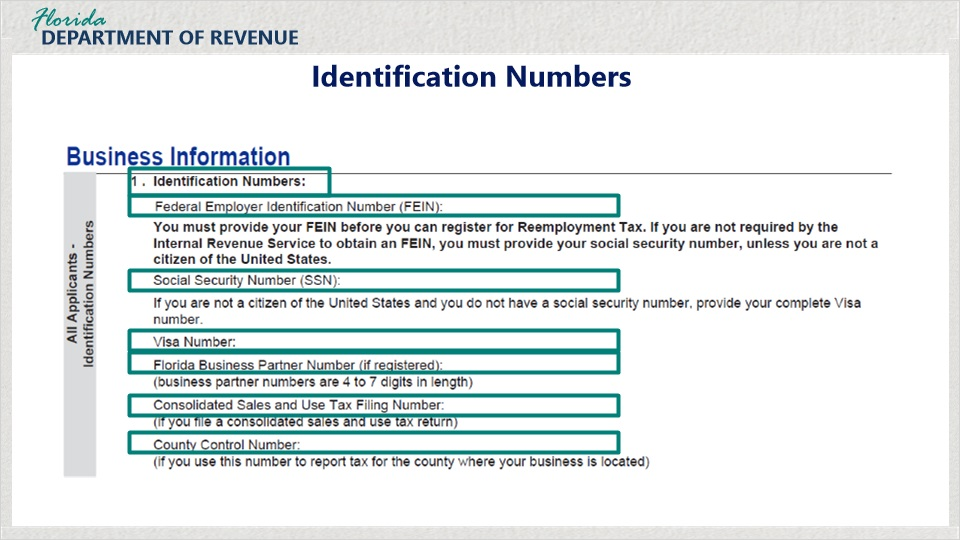 Florida
DEPARTMENT OF REVENUE
Identification Numbers
Business Information
All Applicants -
Identification Numbers
1. Identification Numbers:
Federal Employer Identification Number (FEIN):
You must provide your FEIN before you can register for Reemployment Tax. If you are not required by the
Internal Revenue Service to obtain an FEIN, you must provide your social security number, unless you are not a
citizen of the United States.
Social Security Number (SSN):
If you are not a citizen of the United States and you do not have a social security number, provide your complete Visa
number.
Visa Number:
Florida Business Partner Number (if registered):
(business partner numbers are 4 to 7 digits in length)
Consolidated Sales and Use Tax Filing Number:
(if you file a consolidated sales and use tax return)
County Control Number:
(if you use this number to report tax for the county where your business is located)